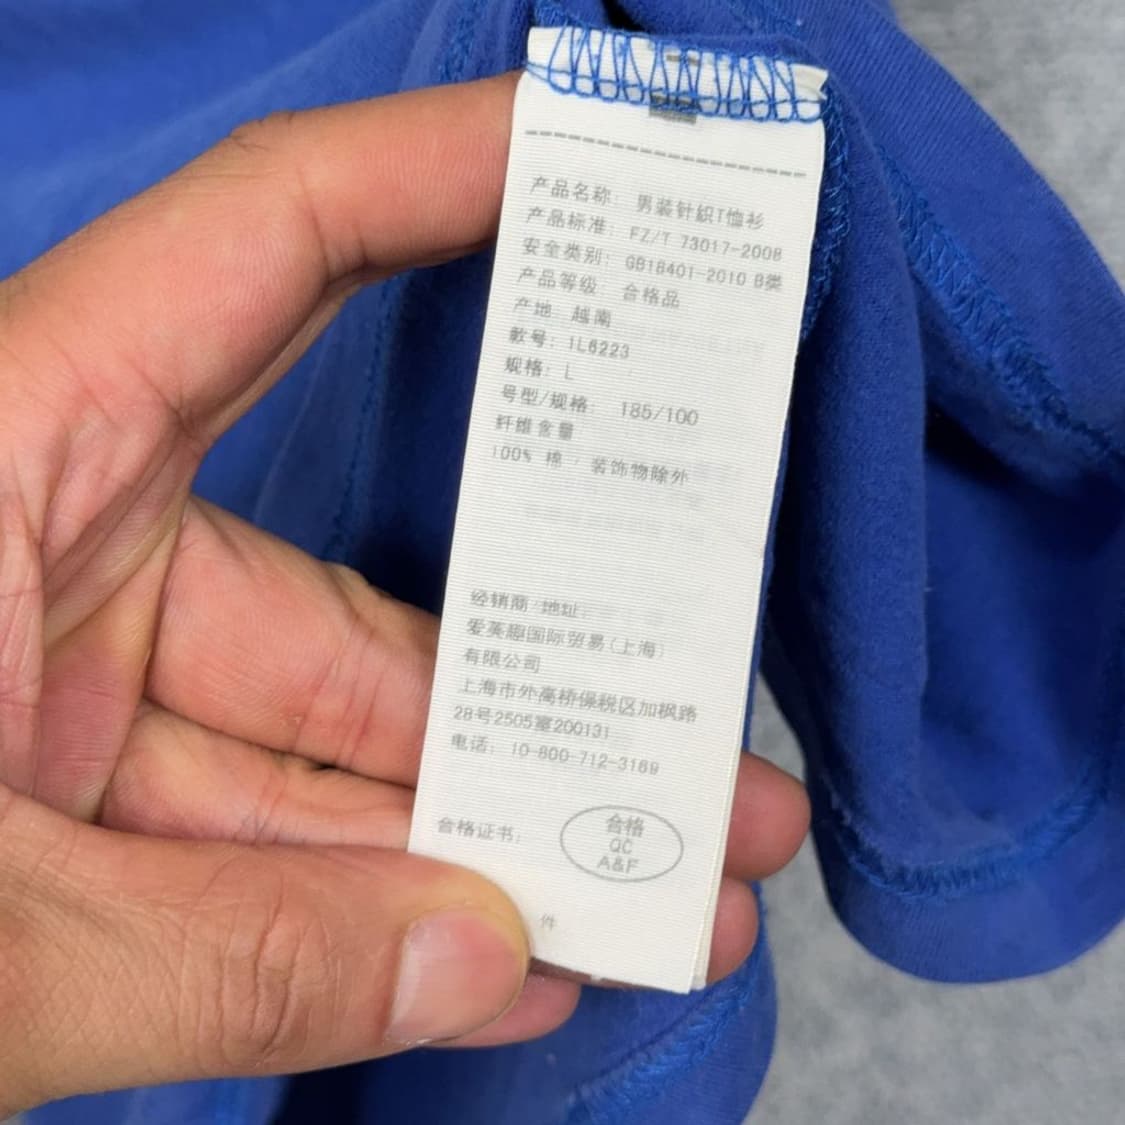 产品名称: 男装针织T恤衫
产品标准: FZ/T 73017-2008
安全类别: GB18401-2010 B类
产品等级: 合格品
产地: 越南
款号: IL6223
规格: L
号型/规格: 185/100
纤维含量
100% 棉 装饰物除外
经销商/地址:
爱英趣国际贸易(上海)
有限公司
上海市外高桥保税区加枫路
28号2505室200131
电话: 10-800-712-3169
合格证书:
合格
QC
A&F
件